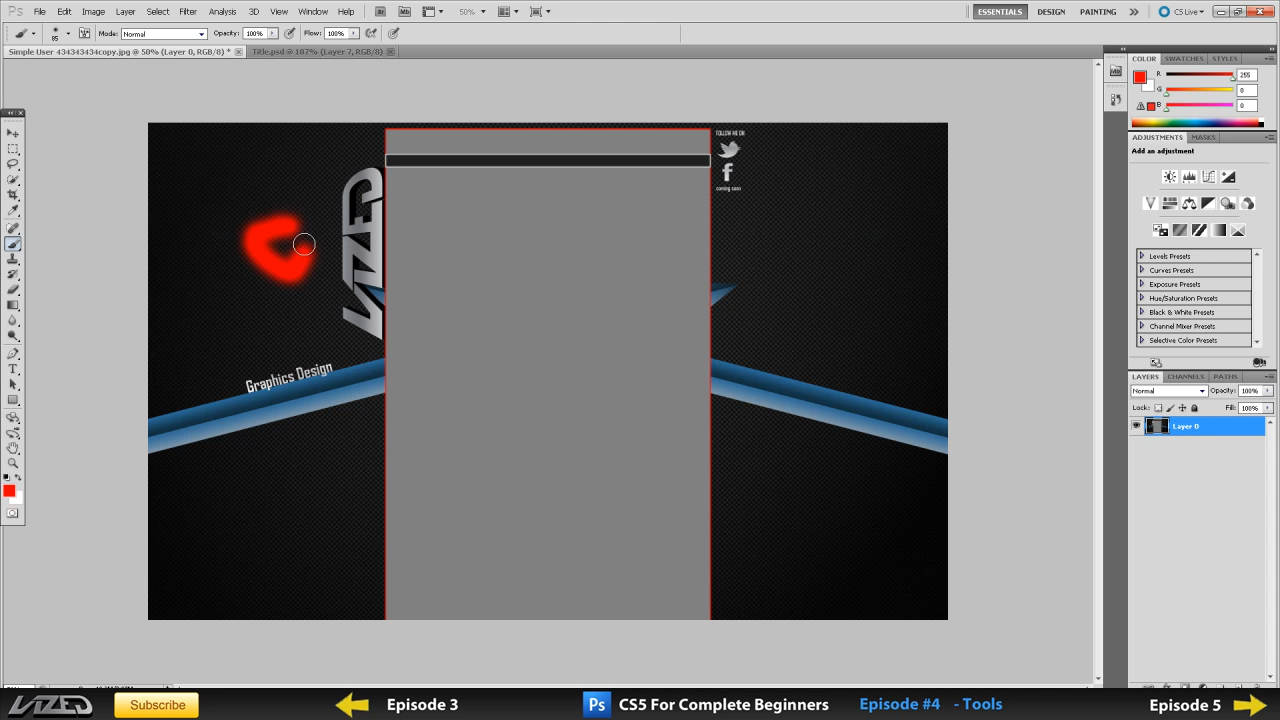 Ps File Edit Image Layer Select Filter Analysis 3D View Window Help Mb 50% ESSENTIALS DESIGN PAINTING CS Live
85 Mode: Normal Opacity: 100% Flow: 100%
Simple User 434343434copy.jpg @ 50% (Layer 0, RGB/8) * Title.psd @ 107% (Layer 7, RGB/8)
COLOR SWATCHES STYLES
R 255
G 0
B 0
ADJUSTMENTS MASKS
Add an adjustment
Levels Presets
Curves Presets
Exposure Presets
Hue/Saturation Presets
Black & White Presets
Channel Mixer Presets
Selective Color Presets
LAYERS CHANNELS PATHS
Normal Opacity: 100%
Lock: Fill: 100%
Layer 0
FOLLOW ME ON
f
coming soon
VIZED
Graphics Design
VIZED Subscribe Episode 3 Ps CS5 For Complete Beginners Episode #4 - Tools Episode 5